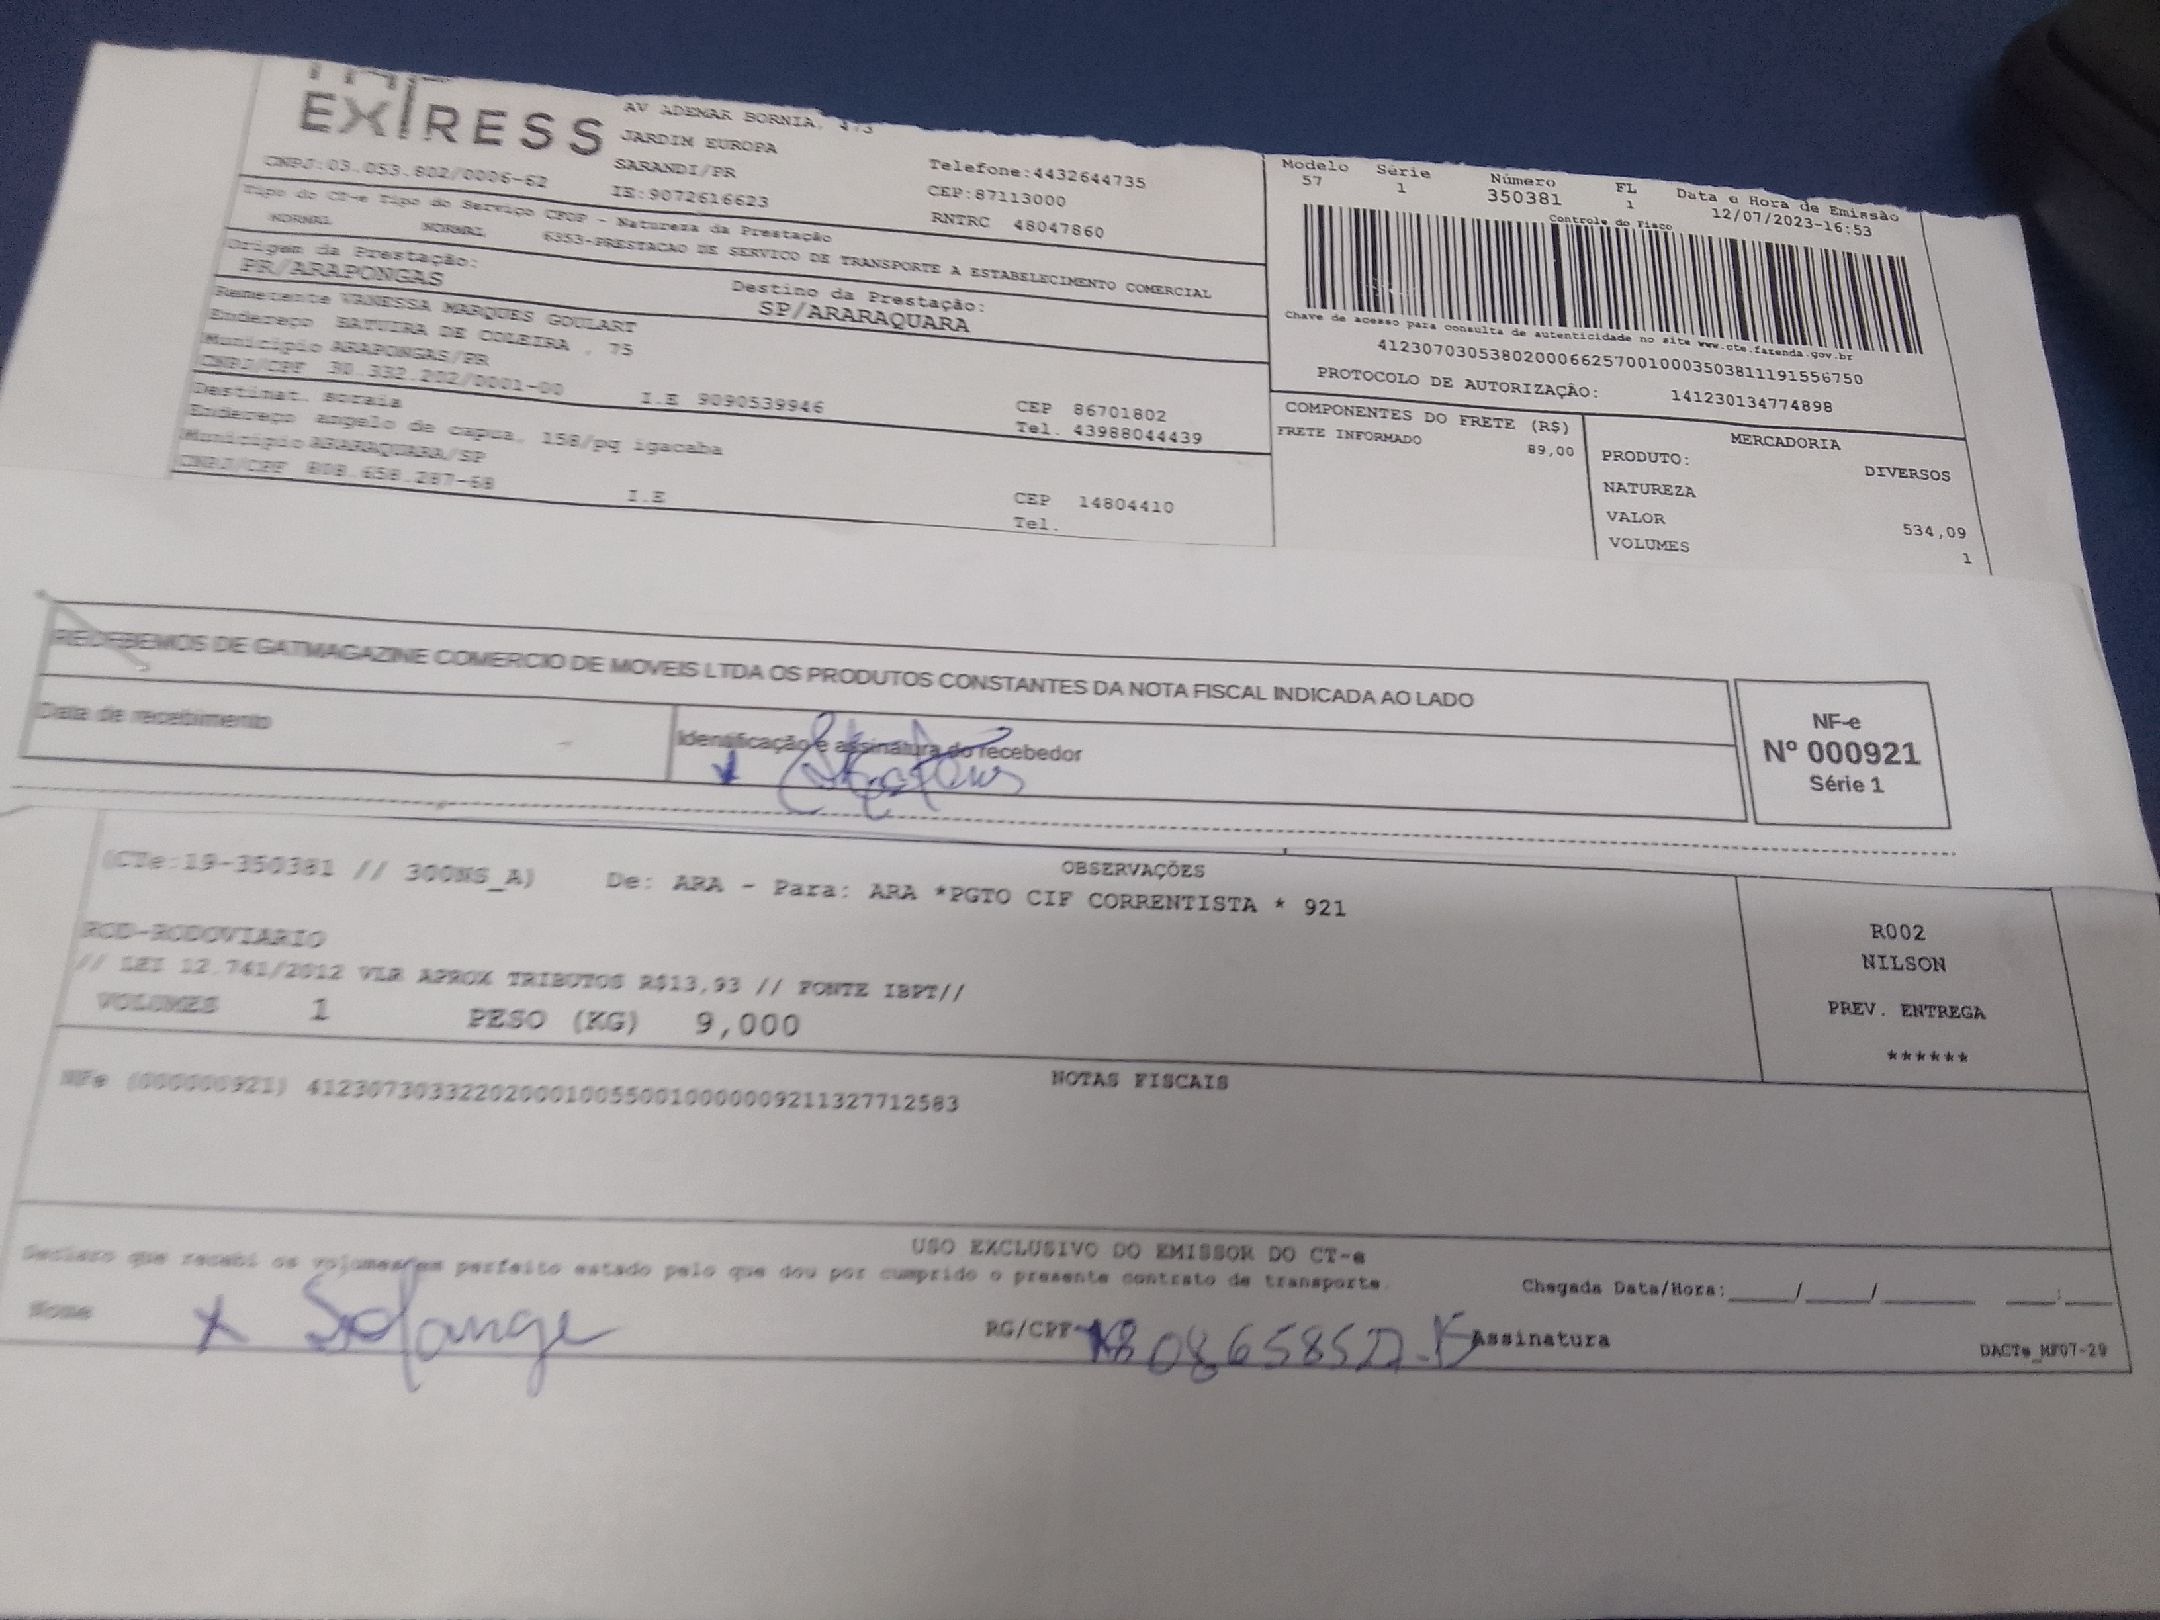 EXPRESS
AV ADEMAR BORNIA, 473
JARDIM EUROPA
SARANDI/PR
Telefone:4432644735
CNPJ:03.053.802/0006-62
IE:9072616623
CEP:87113000
RNTRC 48047860
Modelo Série Número FL Data e Hora de Emissão
57 1 350381 1 12/07/2023-16:53
Controle do Fisco
Tipo do CT-e Tipo do Serviço CFOP - Natureza da Prestação
NORMAL NORMAL 6353-PRESTACAO DE SERVICO DE TRANSPORTE A ESTABELECIMENTO COMERCIAL
Origem da Prestação: Destino da Prestação:
PR/ARAPONGAS SP/ARARAQUARA
Remetente VANESSA MARQUES GOULART
Endereço BATUIRA DE COLEIRA , 75
Município ARAPONGAS/PR
CNPJ/CPF 30.332.202/0001-00 I.E 9090539946
CEP 86701802
Tel. 43988044439
Destinat. soraia
Endereço angelo de capua, 158/pq igacaba
Município ARARAQUARA/SP
CNPJ/CPF 808.658.287-68 I.E
CEP 14804410
Tel.
Chave de acesso para consulta de autenticidade no site www.cte.fazenda.gov.br
41230703053802000662570010003503811191556750
PROTOCOLO DE AUTORIZAÇÃO: 141230134774898
COMPONENTES DO FRETE (R$)
FRETE INFORMADO 89,00
MERCADORIA
PRODUTO: DIVERSOS
NATUREZA
VALOR 534,09
VOLUMES 1
RECEBEMOS DE GATMAGAZINE COMERCIO DE MOVEIS LTDA OS PRODUTOS CONSTANTES DA NOTA FISCAL INDICADA AO LADO
Data de recebimento
Identificação e assinatura do recebedor
NF-e
Nº 000921
Série 1
OBSERVAÇÕES
(CTe:19-350381 // 300NS_A) De: ARA - Para: ARA *PGTO CIF CORRENTISTA * 921
ROD-RODOVIARIO
// LEI 12.741/2012 VLR APROX TRIBUTOS R$13,93 // FONTE IBPT//
VOLUMES 1 PESO (KG) 9,000
R002
NILSON
PREV. ENTREGA
******
NOTAS FISCAIS
NFe (000000921) 41230730332202000100550010000009211327712583
USO EXCLUSIVO DO EMISSOR DO CT-e
Declaro que recebi os volumes em perfeito estado pelo que dou por cumprido o presente contrato de transporte.
Chegada Data/Hora:_____/_____/_______ ____:____
Nome x Solange RG/CPF Assinatura
DACTe_MF07-29